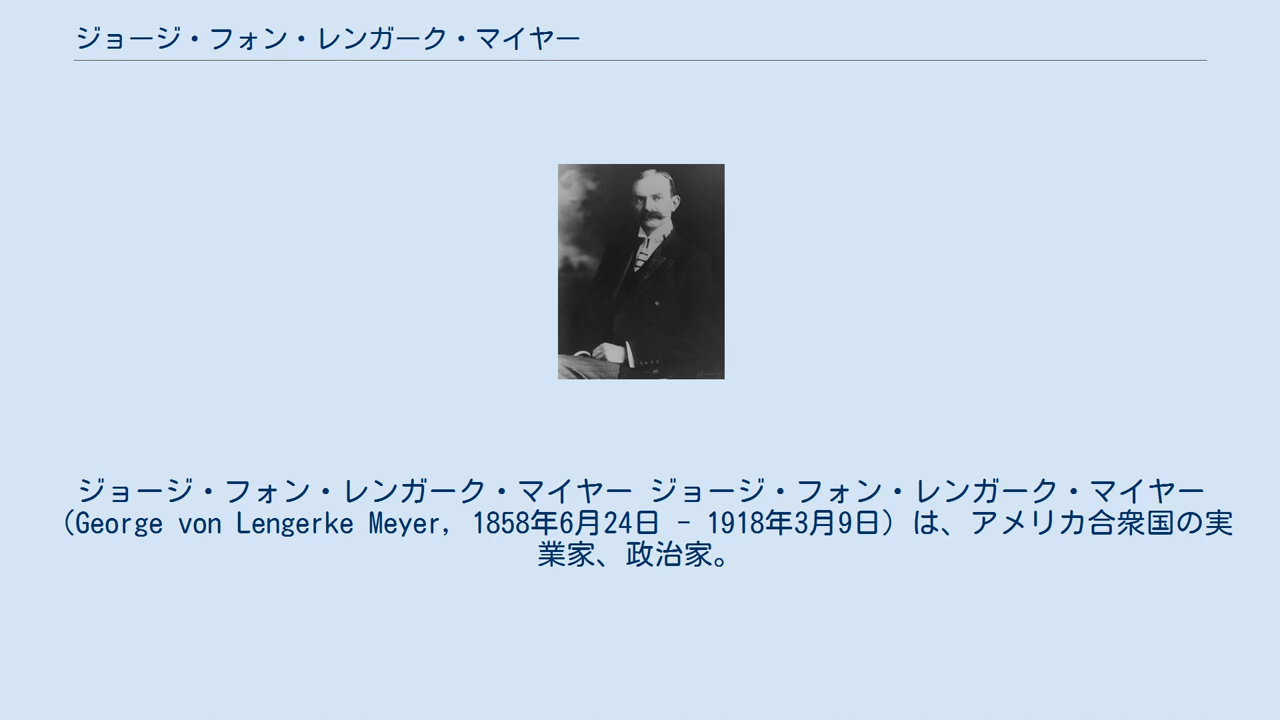 ジョージ・フォン・レンガーク・マイヤー
ジョージ・フォン・レンガーク・マイヤー ジョージ・フォン・レンガーク・マイヤー
（George von Lengerke Meyer, 1858年6月24日 - 1918年3月9日）は、アメリカ合衆国の実
業家、政治家。